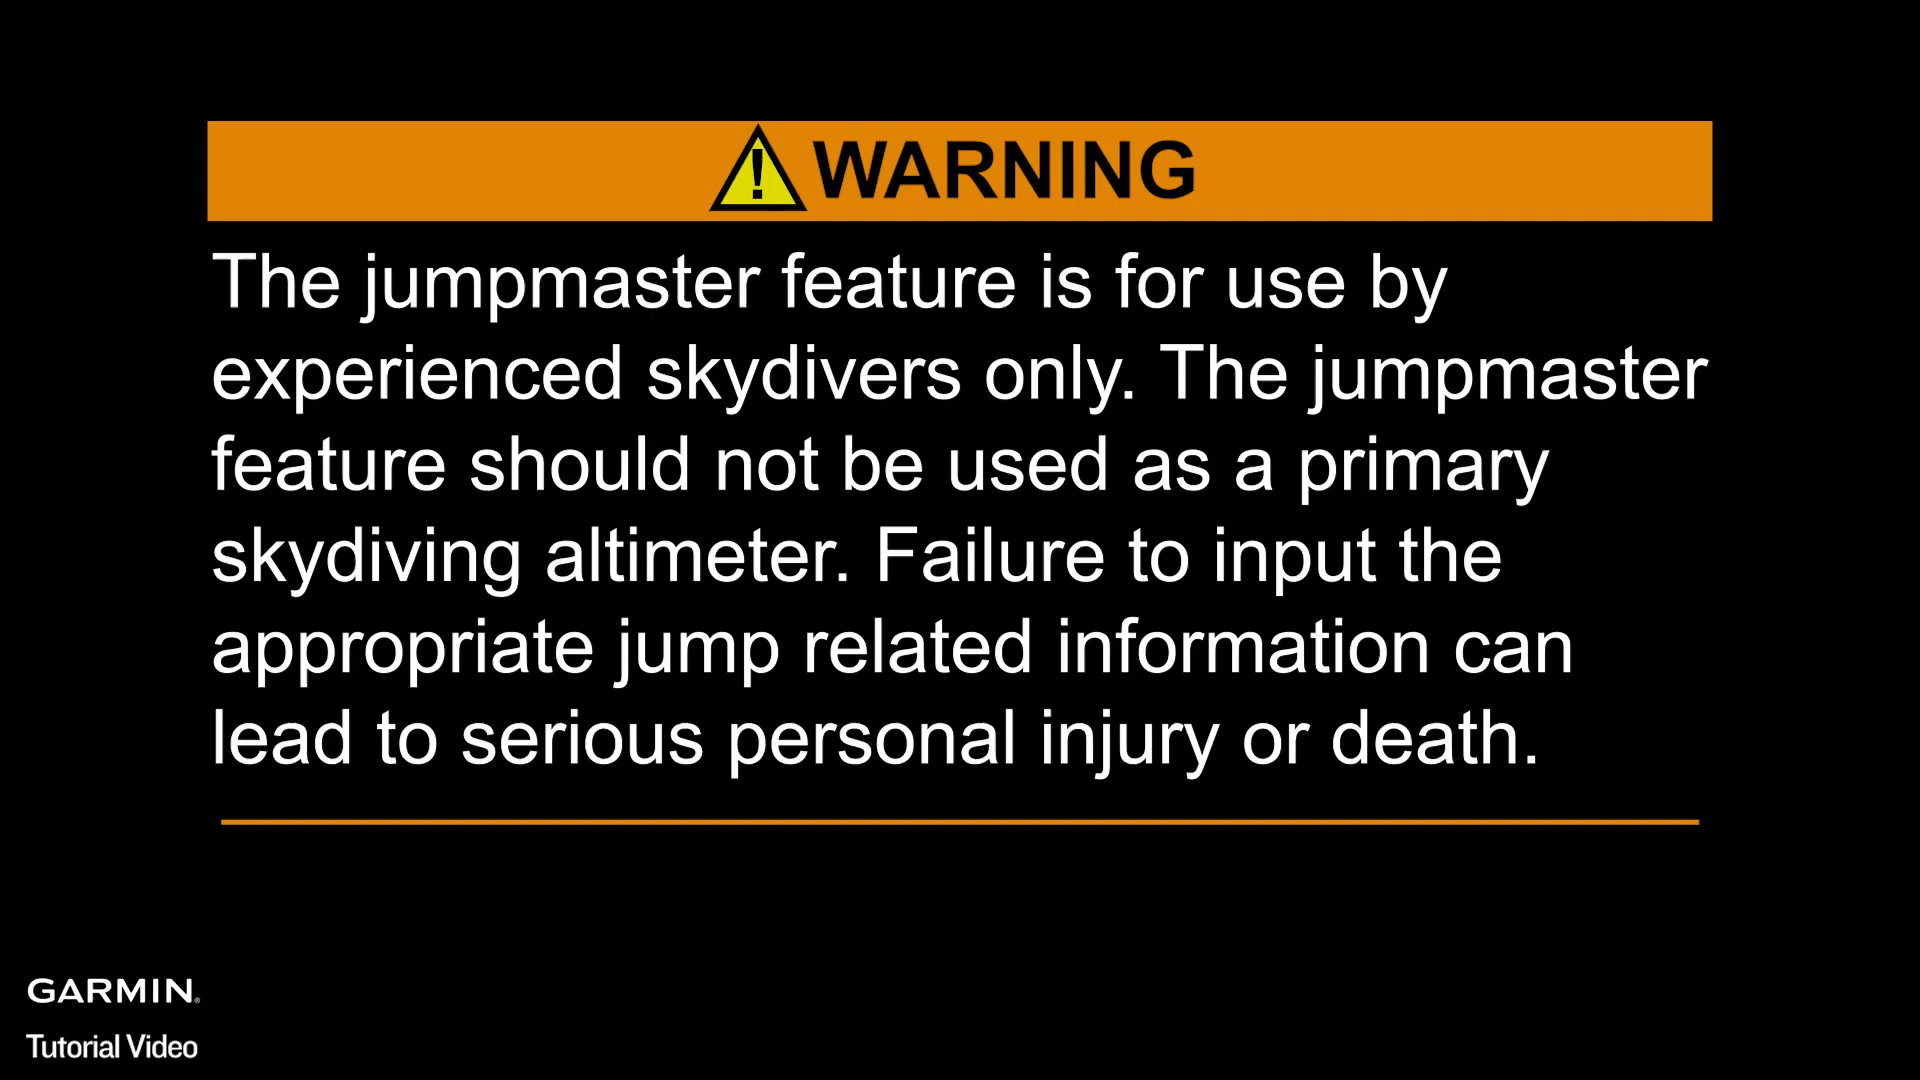 WARNING
The jumpmaster feature is for use by
experienced skydivers only. The jumpmaster
feature should not be used as a primary
skydiving altimeter. Failure to input the
appropriate jump related information can
lead to serious personal injury or death.
GARMIN®
Tutorial Video